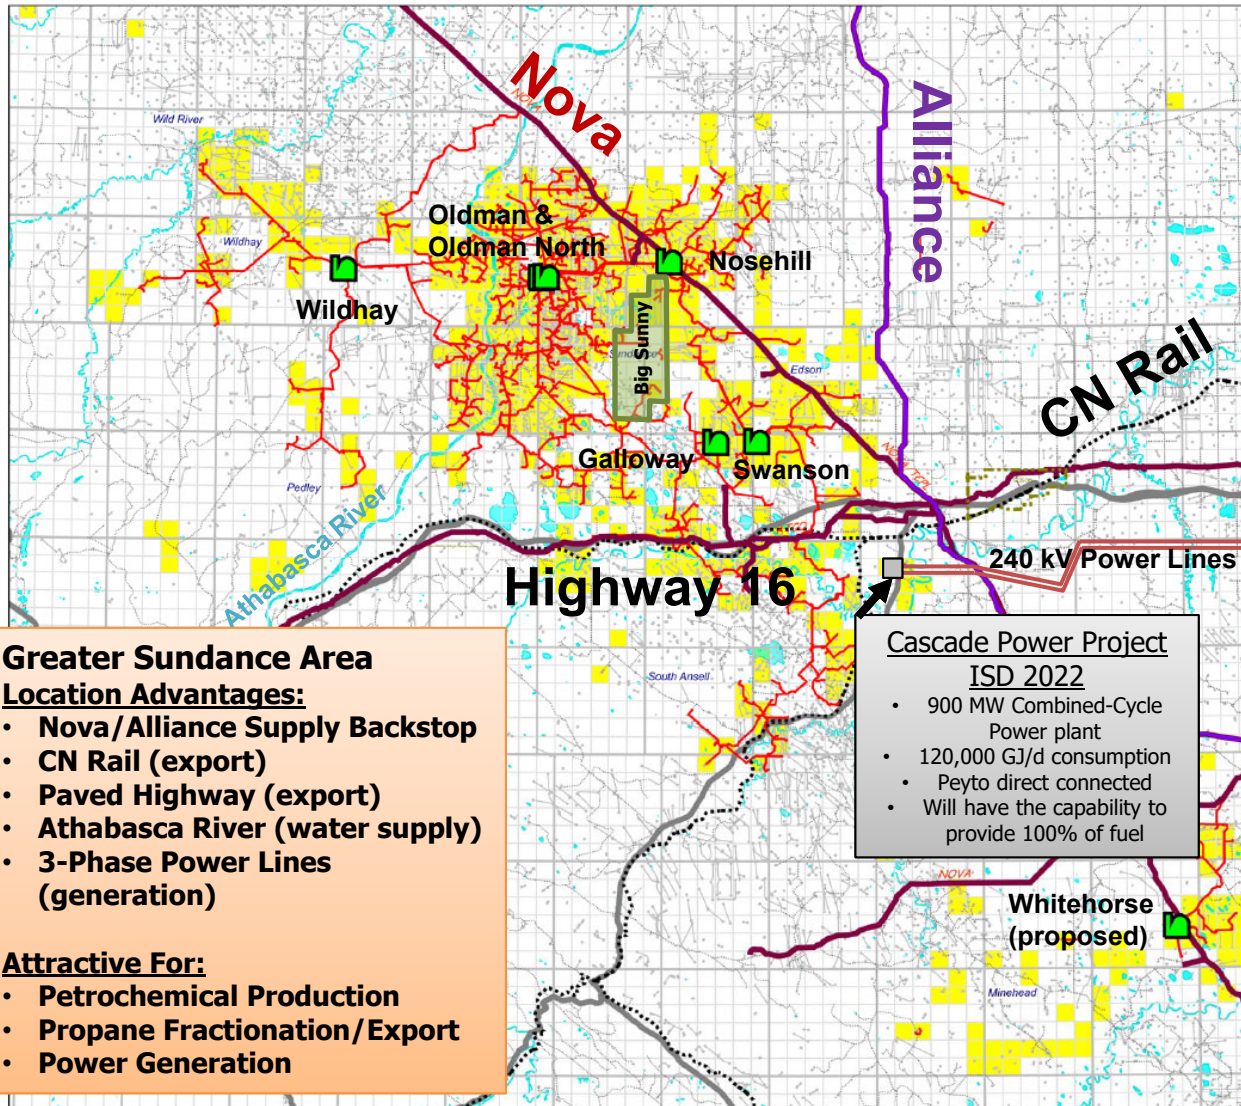 Nova
NOVA
Alliance
Wild River
Oldman &
Oldman North
Wildhay
Nosehill
Wildhay
Big Sunny
Sundance
Edson
CN Rail
Galloway
Swanson
Pedley
Athabasca River
240 kV Power Lines
Highway 16
South Ansell
Greater Sundance Area
Location Advantages:
• Nova/Alliance Supply Backstop
• CN Rail (export)
• Paved Highway (export)
• Athabasca River (water supply)
• 3-Phase Power Lines
(generation)
Attractive For:
• Petrochemical Production
• Propane Fractionation/Export
• Power Generation
Cascade Power Project
ISD 2022
• 900 MW Combined-Cycle
Power plant
• 120,000 GJ/d consumption
• Peyto direct connected
• Will have the capability to
provide 100% of fuel
NOVA
Whitehorse
(proposed)
Minehead